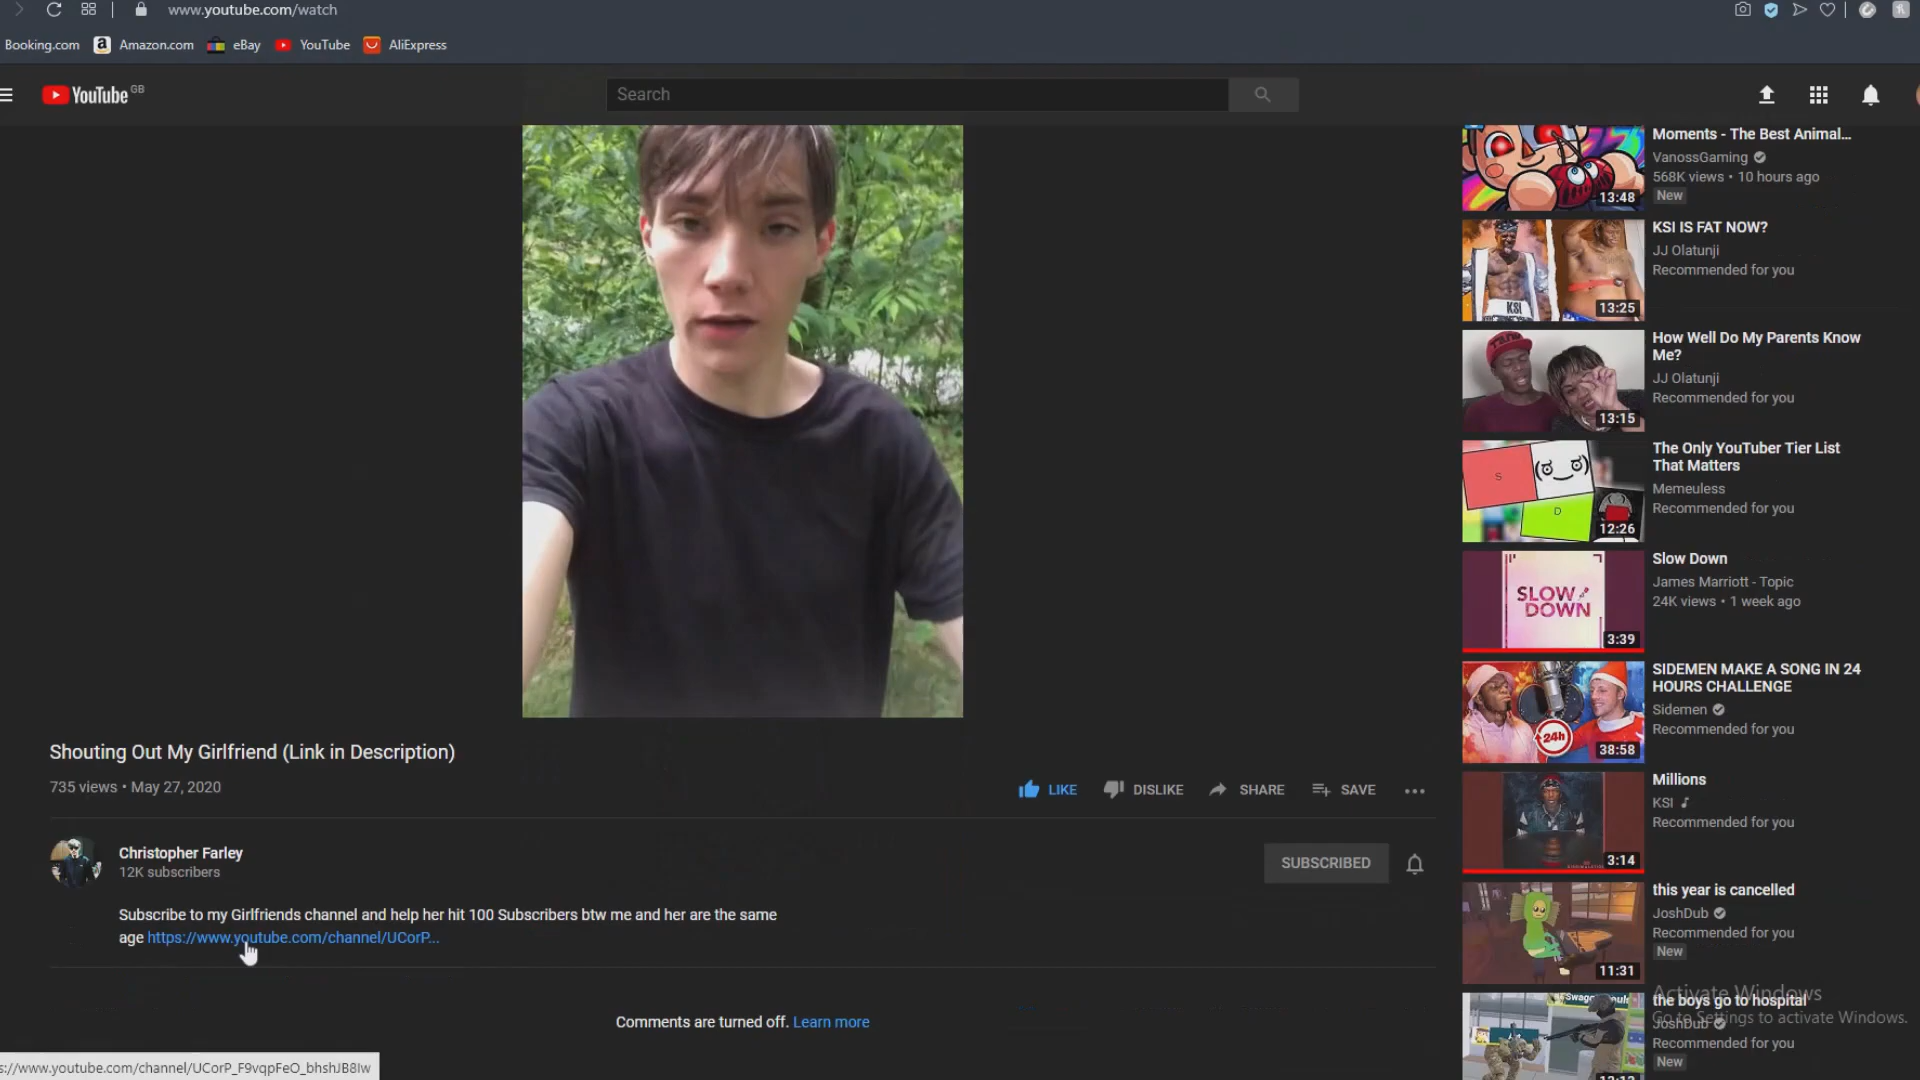 www.youtube.com/watch
Booking.com
Amazon.com
eBay
YouTube
AliExpress
YouTube GB
Search
Shouting Out My Girlfriend (Link in Description)
735 views • May 27, 2020
LIKE
DISLIKE
SHARE
SAVE
Christopher Farley
12K subscribers
SUBSCRIBED
Subscribe to my Girlfriends channel and help her hit 100 Subscribers btw me and her are the same
age https://www.youtube.com/channel/UCorP...
Comments are turned off. Learn more
s://www.youtube.com/channel/UCorP_F9vqpFeO_bhshJB8Iw
Moments - The Best Animal...
VanossGaming
568K views • 10 hours ago
New
13:48
KSI IS FAT NOW?
JJ Olatunji
Recommended for you
KSI
13:25
How Well Do My Parents Know
Me?
JJ Olatunji
Recommended for you
13:15
The Only YouTuber Tier List
That Matters
Memeuless
Recommended for you
S
D
12:26
Slow Down
James Marriott - Topic
24K views • 1 week ago
SLOW
DOWN
3:39
SIDEMEN MAKE A SONG IN 24
HOURS CHALLENGE
Sidemen
Recommended for you
24h
38:58
Millions
KSI
Recommended for you
3:14
this year is cancelled
JoshDub
Recommended for you
New
11:31
the boys go to hospital
JoshDub
Recommended for you
New
Activate Windows
Go to Settings to activate Windows.